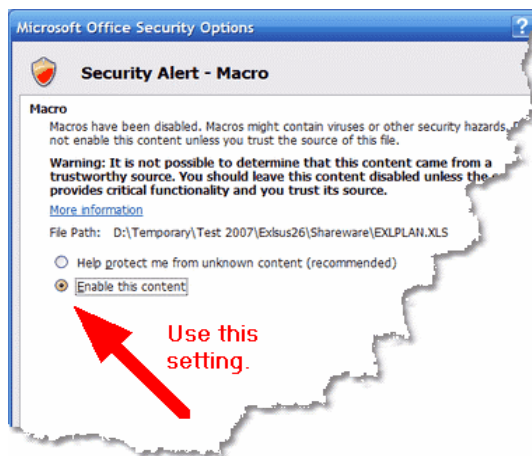 Microsoft Office Security Options
?
Security Alert - Macro
Macro
Macros have been disabled. Macros might contain viruses or other security hazards.
not enable this content unless you trust the source of this file.
Warning: It is not possible to determine that this content came from a
trustworthy source. You should leave this content disabled unless the
provides critical functionality and you trust its source.
More information
File Path: D:\Temporary\Test 2007\Exlsus26\Shareware\EXLPLAN.XLS
Help protect me from unknown content (recommended)
Enable this content
Use this
setting.